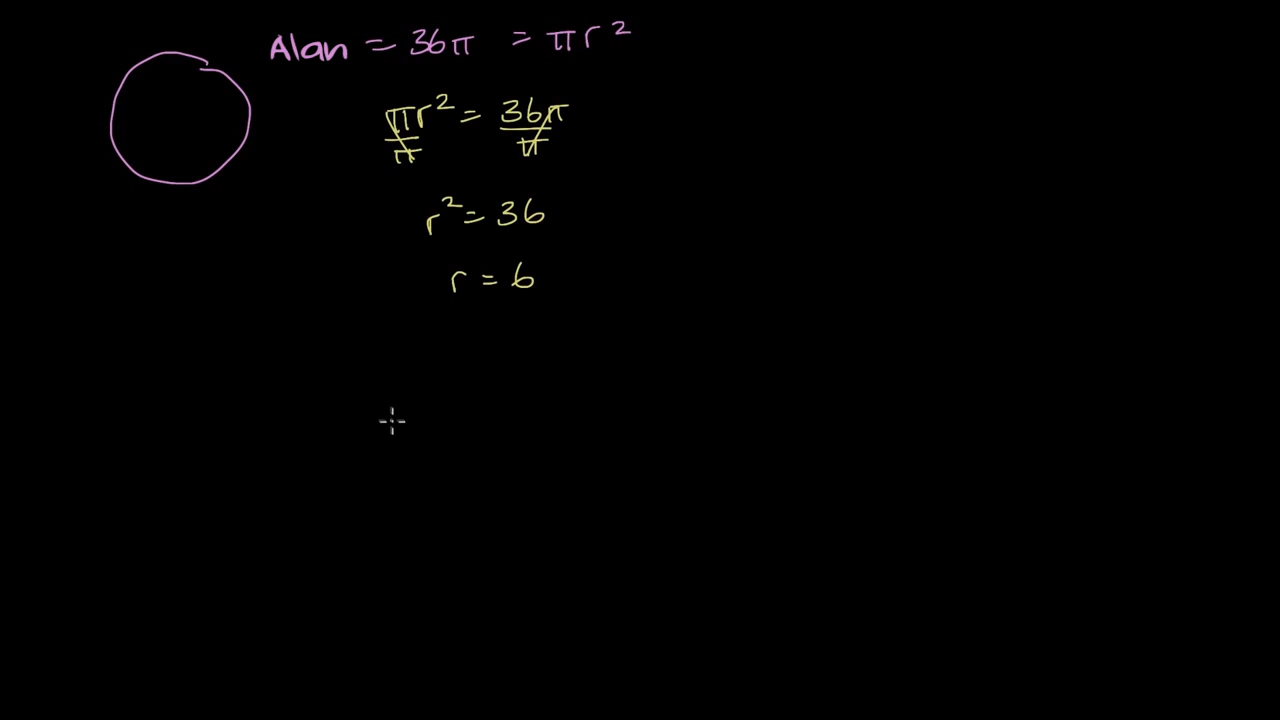 Alan = 36π = πr²
πr²/π = 36π/π
r² = 36
r = 6